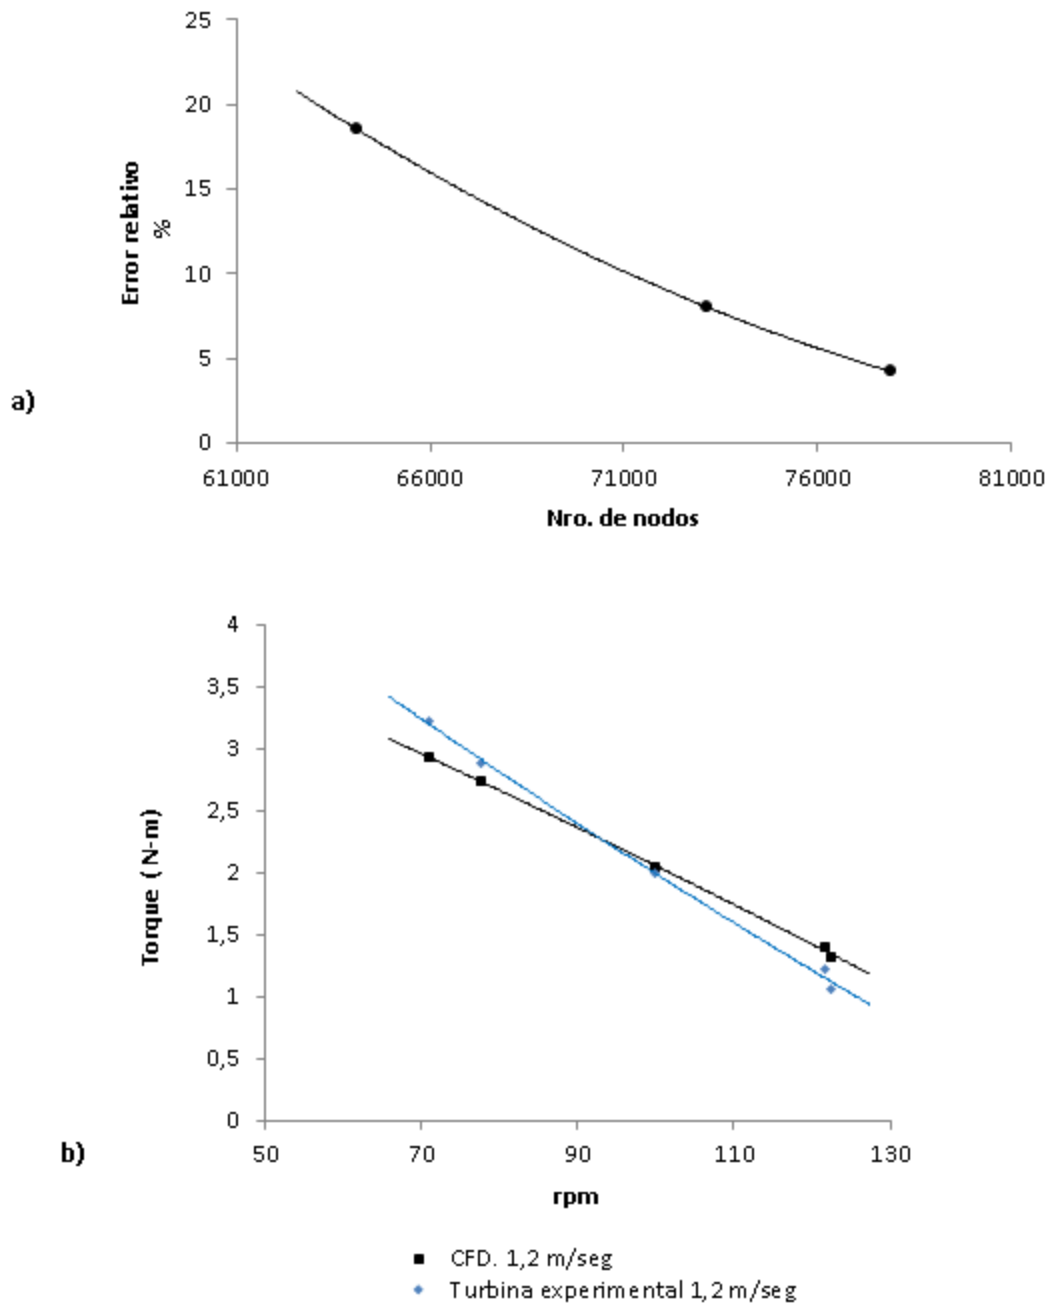 25
20
15
10
5
0
Error relativo
%
a)
61000 66000 71000 76000 81000
Nro. de nodos
4
3,5
3
2,5
2
1,5
1
0,5
0
Torque (N-m)
b)
50 70 90 110 130
rpm
CFD. 1,2 m/seg
Turbina experimental 1,2 m/seg